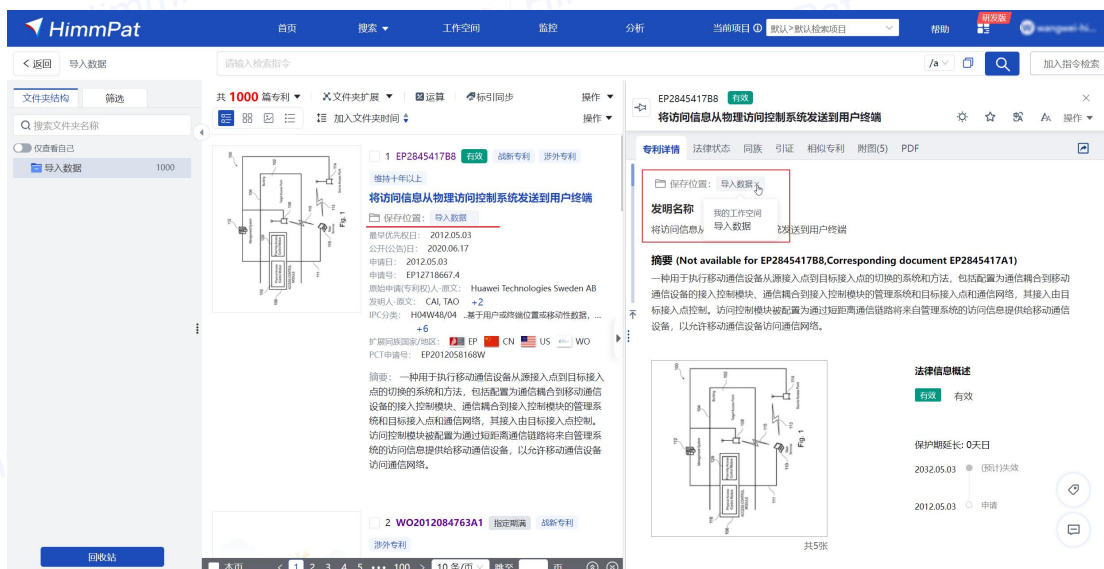 HimmPat
首页
搜索
工作空间
监控
分析
当前项目
默认>默认检索项目
帮助
研发版
< 返回 导入数据
请输入检索指令
/a
加入指令检索
文件夹结构 筛选
搜索文件夹名称
仅查看自己
导入数据 1000
回收站
共 1000 篇专利 文件夹扩展 运算 标引同步 操作
加入文件夹时间 操作
1 EP2845417B8 有效 战新专利 涉外专利
维持十年以上
将访问信息从物理访问控制系统发送到用户终端
保存位置: 导入数据
最早优先权日: 2012.05.03
公开(公告)日: 2020.06.17
申请日: 2012.05.03
申请号: EP12718667.4
原始申请(专利权)人-原文: Huawei Technologies Sweden AB
发明人-原文: CAI, TAO +2
IPC分类: H04W48/04 ..基于用户或终端位置或移动性数据, ...
+6
扩展同族国家/地区: EP CN US WO
PCT申请号: EP2012058168W
摘要: 一种用于执行移动通信设备从源接入点到目标接入
点的切换的系统和方法,包括配置为通信耦合到移动通信
设备的接入控制模块、通信耦合到接入控制模块的管理系
统和目标接入点和通信网络,其接入由目标接入点控制。
访问控制模块被配置为通过短距离通信链路将来自管理系
统的访问信息提供给移动通信设备,以允许移动通信设备
访问通信网络。
Fig. 1
2 WO2012084763A1 指定期满 战新专利
涉外专利
本页 < 1 2 3 4 5 ••• 100 > 10 条/页 跳至 页
EP2845417B8 有效
将访问信息从物理访问控制系统发送到用户终端
操作
专利详情 法律状态 同族 引证 相似专利 附图(5) PDF
保存位置: 导入数据
发明名称
我的工作空间
导入数据
将访问信息从 统发送到用户终端
摘要 (Not available for EP2845417B8,Corresponding document EP2845417A1)
一种用于执行移动通信设备从源接入点到目标接入点的切换的系统和方法,包括配置为通信耦合到移动
通信设备的接入控制模块、通信耦合到接入控制模块的管理系统和目标接入点和通信网络,其接入由目
标接入点控制。访问控制模块被配置为通过短距离通信链路将来自管理系统的访问信息提供给移动通信
设备,以允许移动通信设备访问通信网络。
Fig. 1
共5张
法律信息概述
有效 有效
保护期延长: 0天日
2032.05.03 (预计)失效
2012.05.03 申请